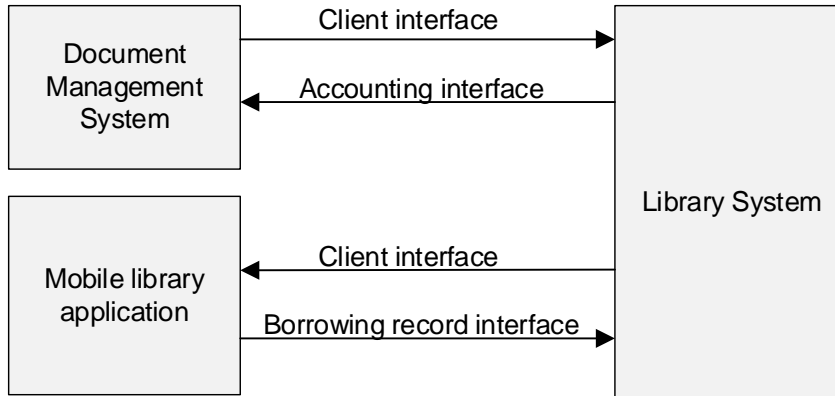 Client interface
Document
Management
System
Accounting interface
Library System
Client interface
Mobile library
application
Borrowing record interface